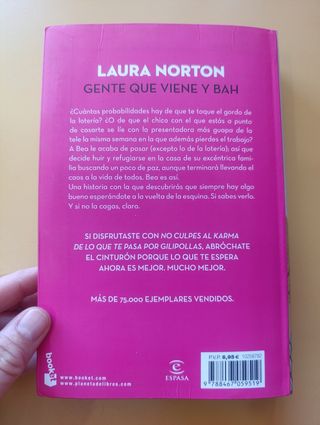 LAURA NORTON
GENTE QUE VIENE Y BAH
¿Cuántas probabilidades hay de que te toque el gordo de
la lotería? ¿O de que el chico con el que estás a punto
de casarte se líe con la presentadora más guapa de la
tele la misma semana en la que además pierdes el trabajo?
A Bea le acaba de pasar (excepto lo de la lotería); así que
decide huir y refugiarse en la casa de su excéntrica fami-
lia buscando un poco de paz, aunque terminará llevando el
caos a la vida de todos. Bea es así.
Una historia con la que descubrirás que siempre hay algo
bueno esperándote a la vuelta de la esquina. Si sabes verlo.
Y si no la cagas, claro.
SI DISFRUTASTE CON NO CULPES AL KARMA
DE LO QUE TE PASA POR GILIPOLLAS, ABRÓCHATE
EL CINTURÓN PORQUE LO QUE TE ESPERA
AHORA ES MEJOR. MUCHO MEJOR.
MÁS DE 75.000 EJEMPLARES VENDIDOS.
booket
www.booket.com
www.planetadelibros.com
ESPASA
P.V.P. 6,95 € 10259782
9 788467 059519